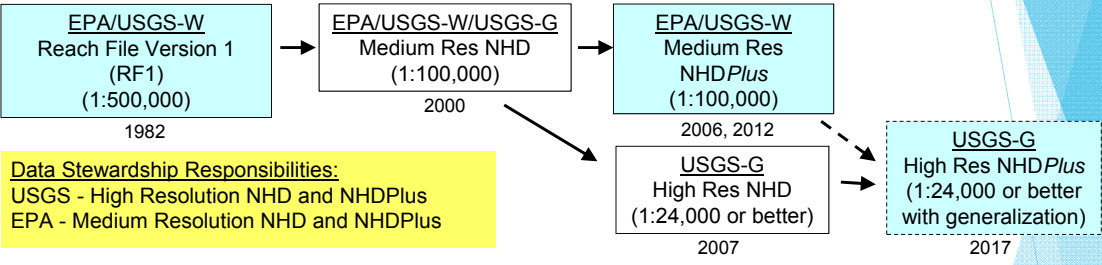 EPA/USGS-W
Reach File Version 1
(RF1)
(1:500,000)
1982
EPA/USGS-W/USGS-G
Medium Res NHD
(1:100,000)
2000
EPA/USGS-W
Medium Res
NHDPlus
(1:100,000)
2006, 2012
USGS-G
High Res NHD
(1:24,000 or better)
2007
USGS-G
High Res NHDPlus
(1:24,000 or better
with generalization)
2017
Data Stewardship Responsibilities:
USGS - High Resolution NHD and NHDPlus
EPA - Medium Resolution NHD and NHDPlus